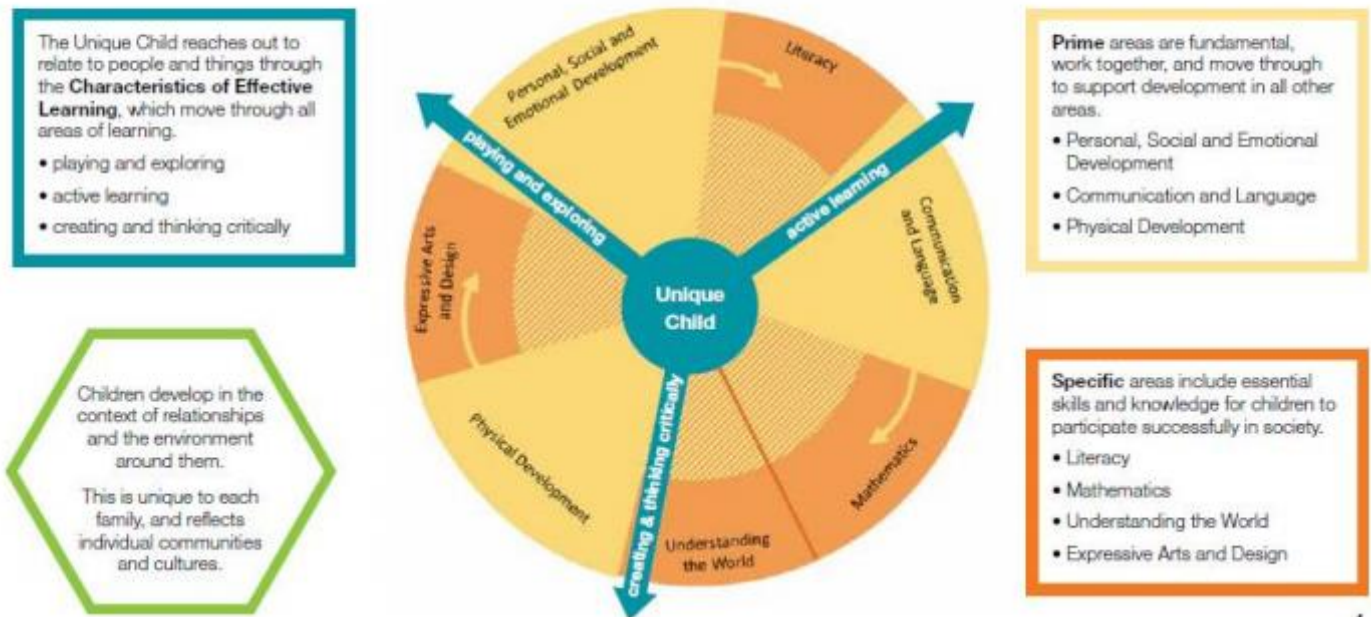 The Unique Child reaches out to
relate to people and things through
the Characteristics of Effective
Learning, which move through all
areas of learning.
• playing and exploring
• active learning
• creating and thinking critically
Children develop in the
context of relationships
and the environment
around them.
This is unique to each
family, and reflects
individual communities
and cultures.
Personal, Social and
Emotional Development
Literacy
playing and exploring
active learning
Communication
and Language
Expressive Arts
and Design
Unique
Child
Physical Development
creating & thinking critically
Understanding
the World
Mathematics
Prime areas are fundamental,
work together, and move through
to support development in all other
areas.
• Personal, Social and Emotional
Development
• Communication and Language
• Physical Development
Specific areas include essential
skills and knowledge for children to
participate successfully in society.
• Literacy
• Mathematics
• Understanding the World
• Expressive Arts and Design